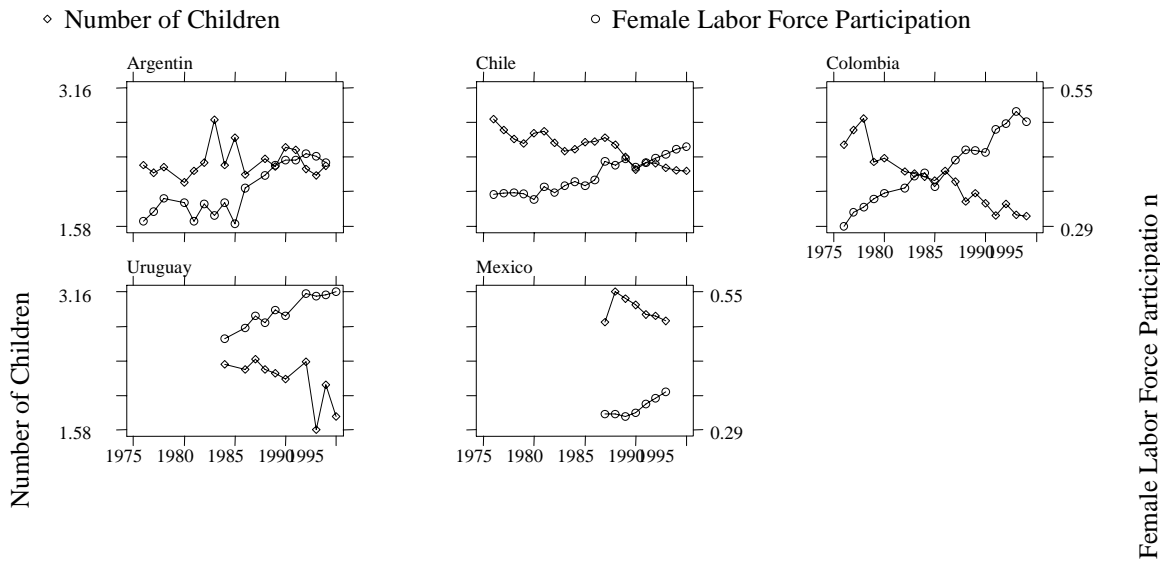 Number of Children
Female Labor Force Participation
Argentin
Chile
Colombia
3.16
0.55
1.58
0.29
1975 1980 1985 1990 1995
Uruguay
Mexico
3.16
0.55
1.58
0.29
1975 1980 1985 1990 1995
1975 1980 1985 1990 1995
Number of Children
Female Labor Force Participatio n